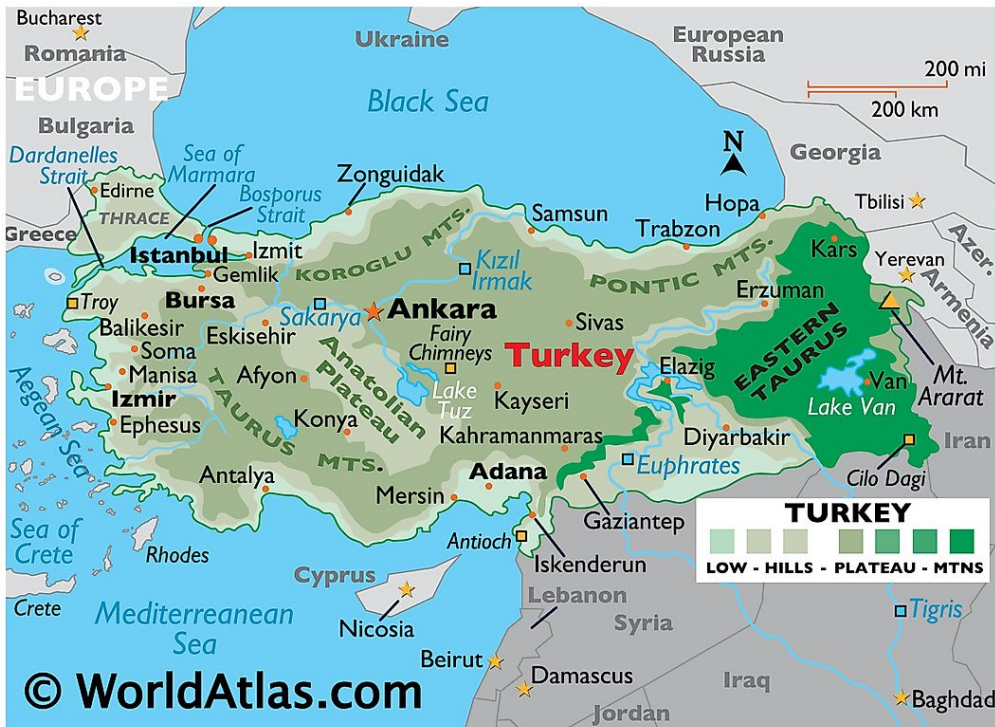 Bucharest
Romania
Ukraine
European
Russia
200 mi
200 km
EUROPE
Black Sea
Bulgaria
N
Dardanelles
Strait
Sea of
Marmara
Bosporus
Strait
Zonguidak
Georgia
Edirne
THRACE
Hopa
Tbilisi
Samsun
Trabzon
Greece
Istanbul
Izmit
KOROGLU MTS.
Kızıl
Irmak
PONTIC MTS.
Kars
Yerevan
Azer.
Armenia
Gemlik
Troy
Bursa
Sakarya
Ankara
Erzuman
Balikesir
Eskisehir
Fairy
Chimneys
Sivas
Soma
Anatolian
Plateau
Turkey
Elazig
EASTERN
TAURUS
Mt.
Ararat
Manisa
Afyon
TAURUS MTS.
Lake
Tuz
Kayseri
Van
Lake Van
Izmir
Ephesus
Konya
Kahramanmaras
Diyarbakir
Iran
Aegean Sea
Antalya
Mersin
Adana
Euphrates
Cilo Dagi
Gaziantep
TURKEY
LOW - HILLS - PLATEAU - MTNS
Sea of
Crete
Rhodes
Antioch
Iskenderun
Cyprus
Crete
Nicosia
Lebanon
Syria
Tigris
Mediterreanean
Sea
Beirut
Damascus
Iraq
Baghdad
Jordan
© WorldAtlas.com